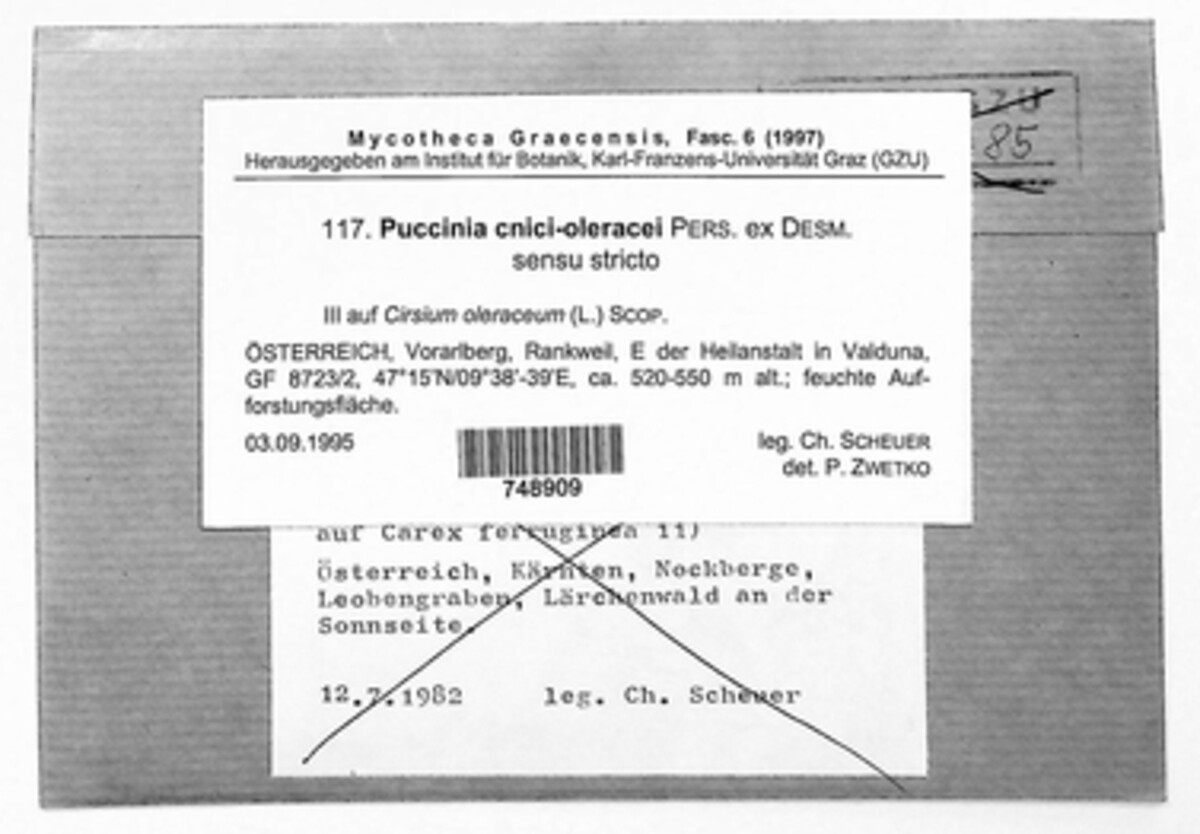 85
Mycotheca Graecensis, Fasc. 6 (1997)
Herausgegeben am Institut für Botanik, Karl-Franzens-Universität Graz (GZU)
117. Puccinia cnici-oleracei PERS. ex DESM.
sensu stricto
III auf Cirsium oleraceum (L.) SCOP.
ÖSTERREICH, Vorarlberg, Rankweil, E der Heilanstalt in Valduna,
GF 8723/2, 47°15'N/09°38'-39'E, ca. 520-550 m alt.; feuchte Auf-
forstungsfläche.
03.09.1995
leg. Ch. SCHEUER
det. P. ZWETKO
748909
auf Carex ferruginea 11)
Österreich, Kärnten, Nockberge,
Leobengraben, Lärchenwald an der
Sonnseite.
12.7.1982 leg. Ch. Scheuer